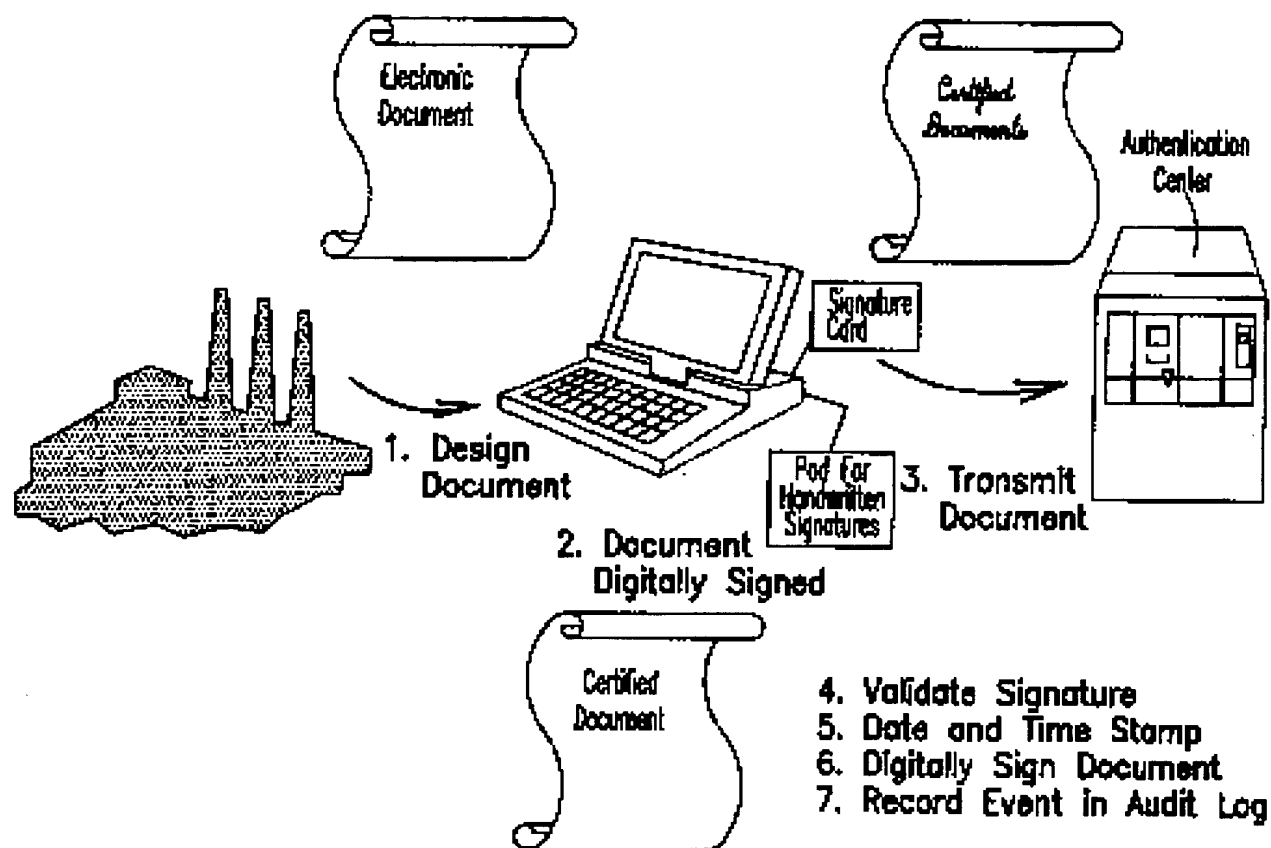 Electronic
Document
Certified
Documents
Authentication
Center
Signature
Card
1. Design
Document
Pad For
Handwritten
Signatures
3. Transmit
Document
2. Document
Digitally Signed
Certified
Document
4. Validate Signature
5. Date and Time Stamp
6. Digitally Sign Document
7. Record Event in Audit Log